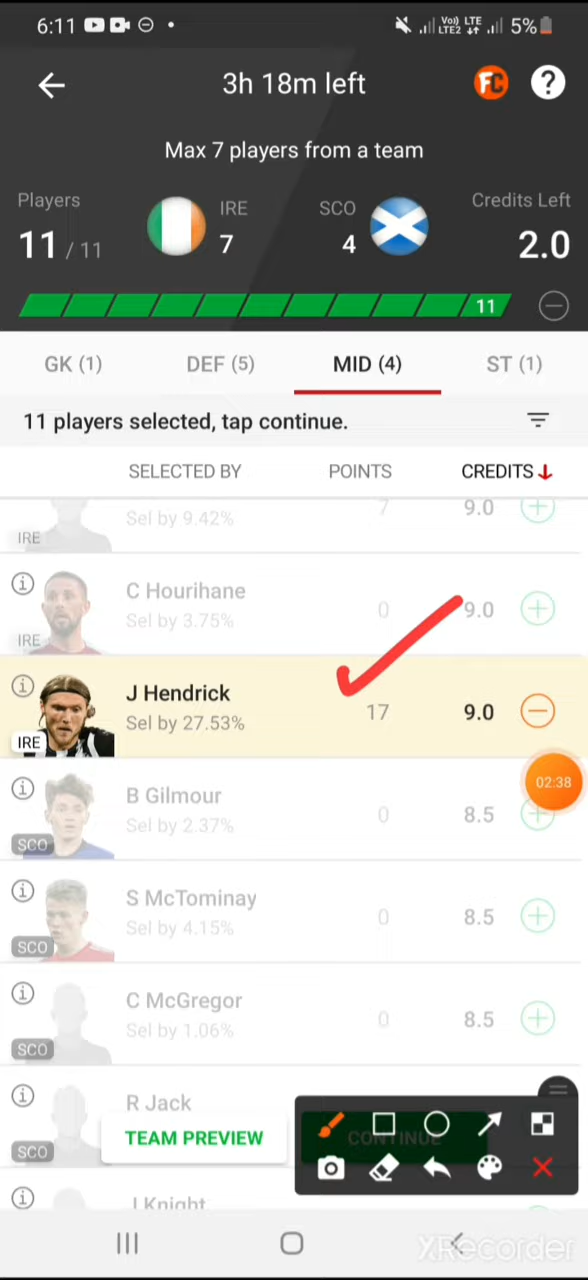 6:11 Vo) LTE LTE2 5%
3h 18m left FC ?
Max 7 players from a team
Players IRE SCO Credits Left
11 / 11 7 4 2.0
11
GK (1) DEF (5) MID (4) ST (1)
11 players selected, tap continue.
SELECTED BY POINTS CREDITS
Sel by 9.42% 7 9.0
IRE
C Hourihane
Sel by 3.75% 0 9.0
IRE
J Hendrick
Sel by 27.53% 17 9.0
IRE
02:38
B Gilmour
Sel by 2.37% 0 8.5
SCO
S McTominay
Sel by 4.15% 0 8.5
SCO
C McGregor
Sel by 1.06% 0 8.5
SCO
R Jack
SCO
TEAM PREVIEW CONTINUE
J Knight
XRecorder